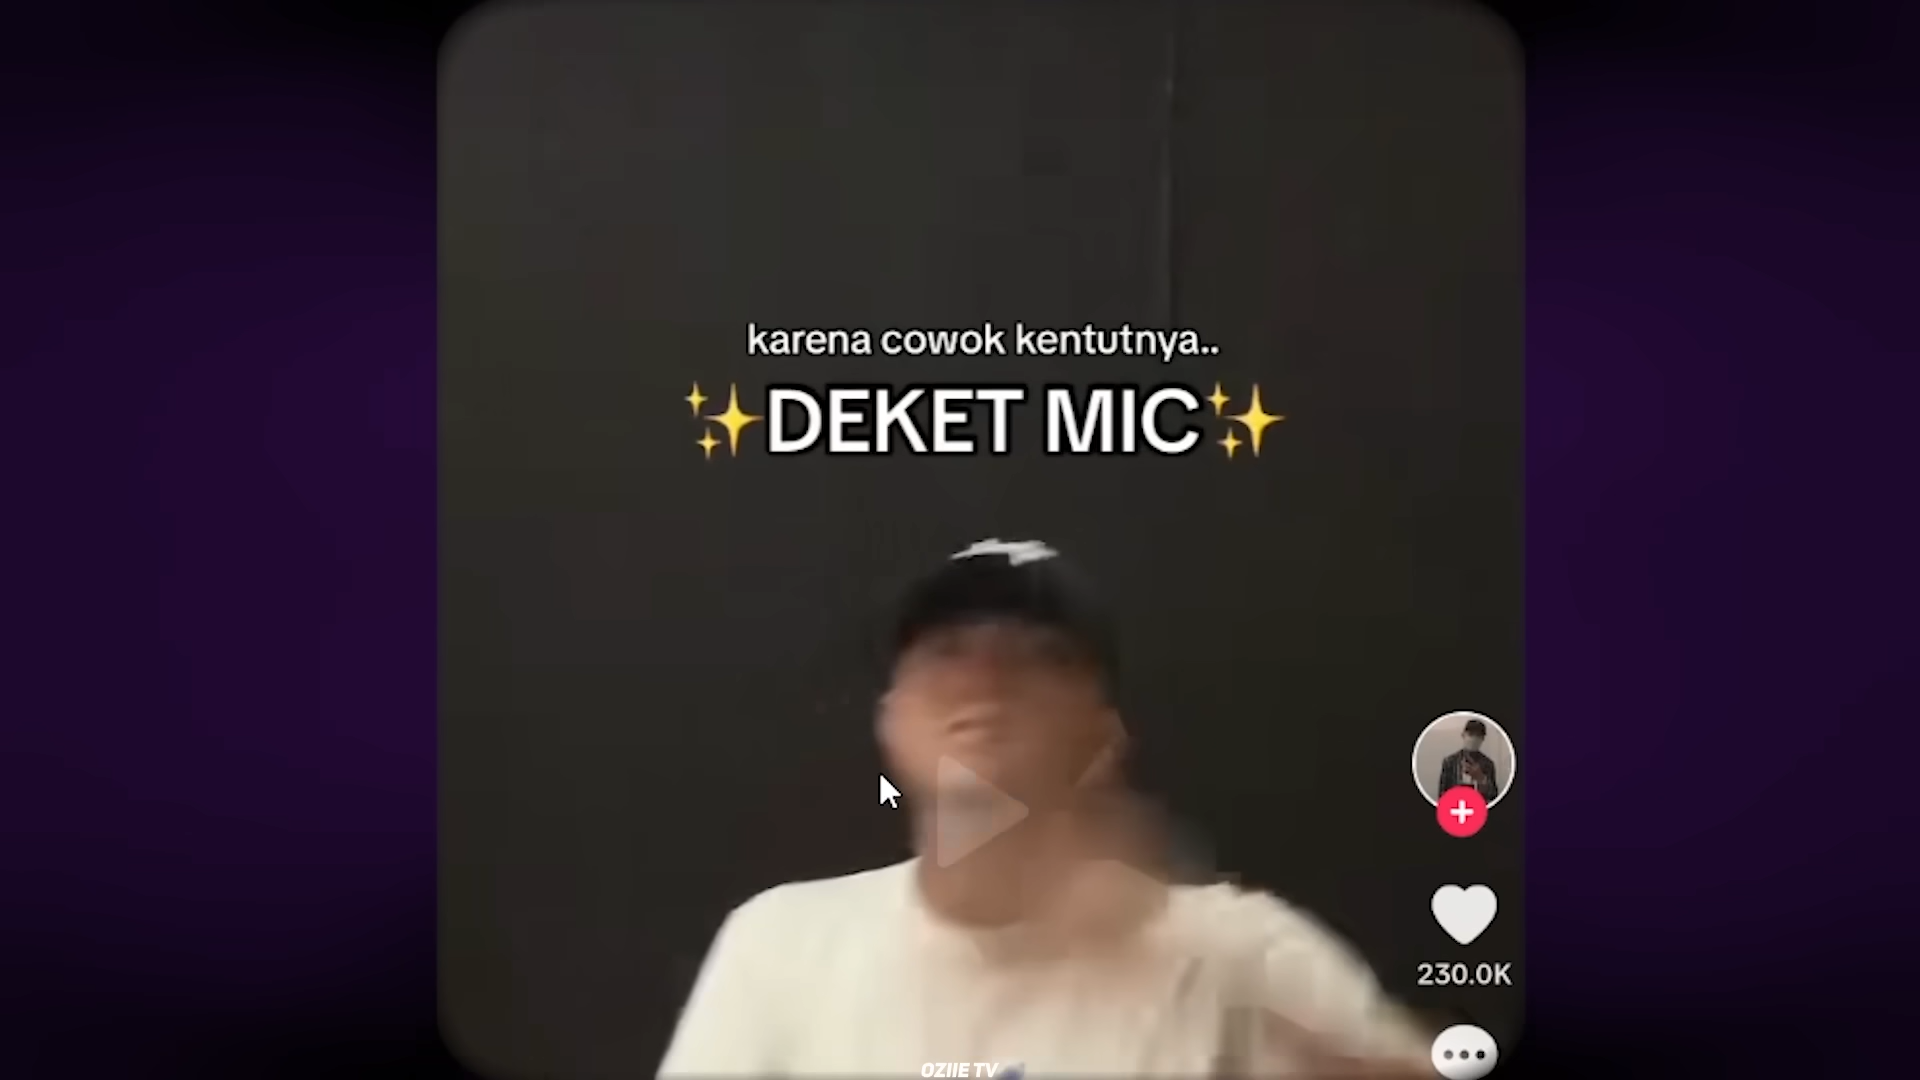 karena cowok kentutnya..
✨DEKET MIC✨
230.0K
OZIIE TV